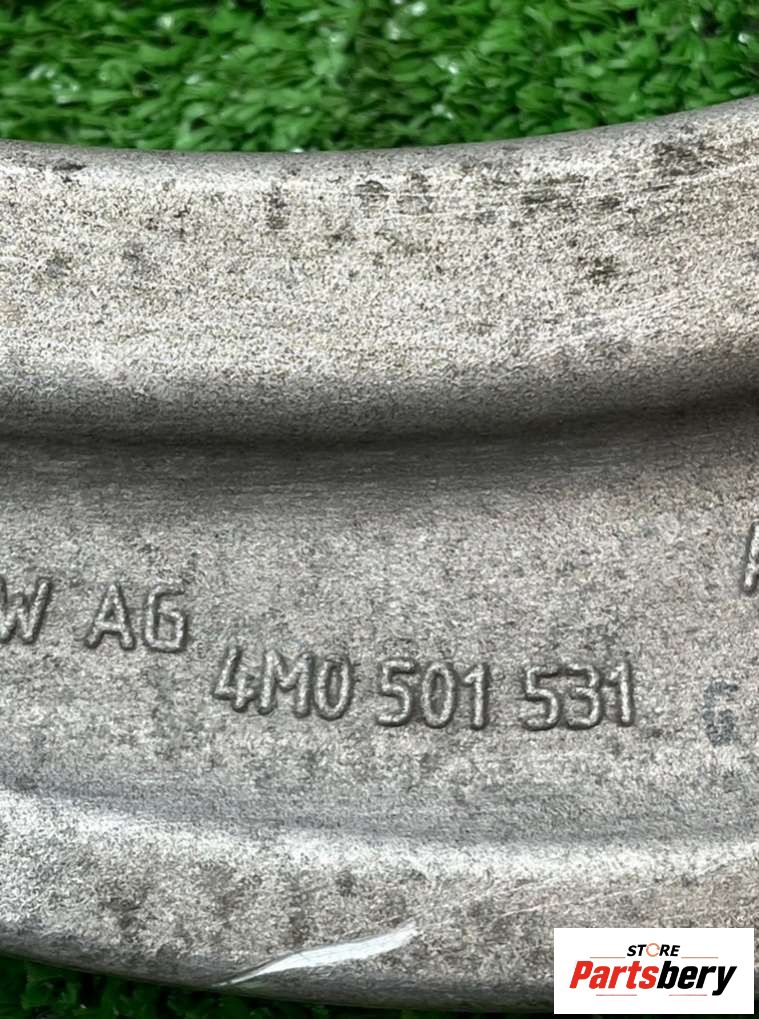 W AG
4M0 501 531
G
STORE
Partsbery